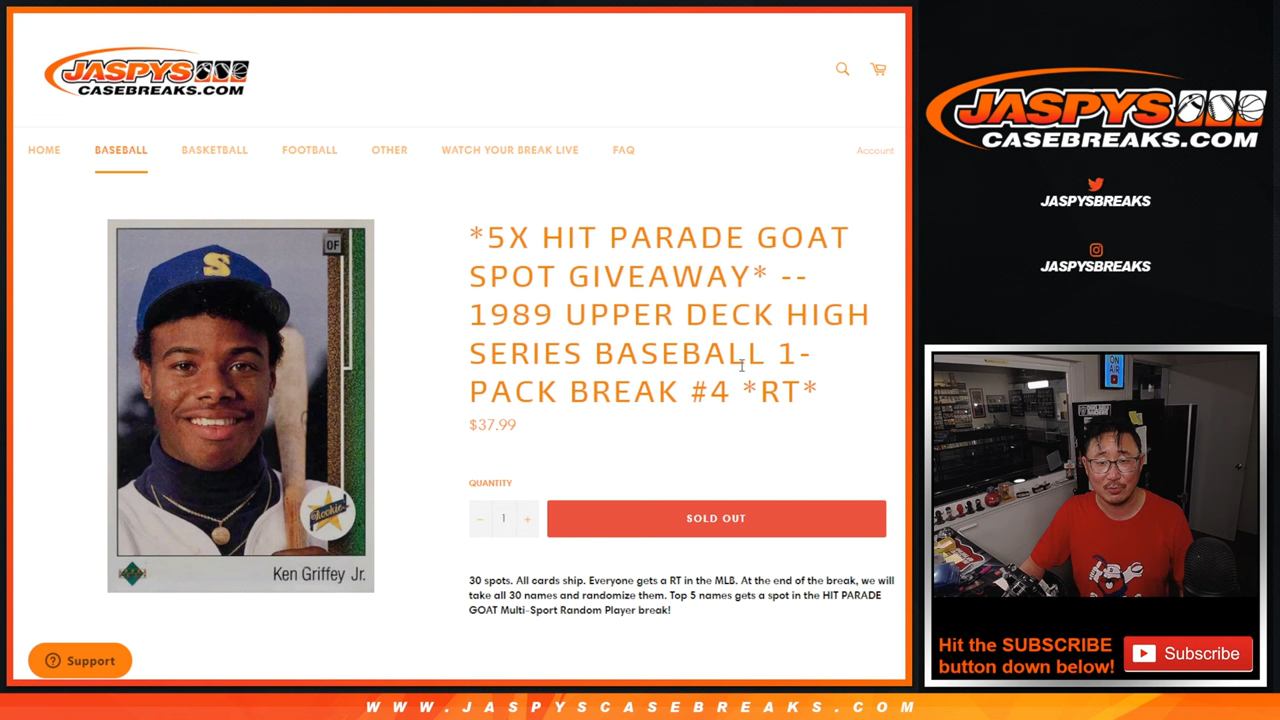 JASPYS
CASEBREAKS.COM
HOME BASEBALL BASKETBALL FOOTBALL OTHER WATCH YOUR BREAK LIVE FAQ Account
OF
S
Rookie
Ken Griffey Jr.
*5X HIT PARADE GOAT
SPOT GIVEAWAY* --
1989 UPPER DECK HIGH
SERIES BASEBALL 1-
PACK BREAK #4 *RT*
$37.99
QUANTITY
− 1 +
SOLD OUT
30 spots. All cards ship. Everyone gets a RT in the MLB. At the end of the break, we will
take all 30 names and randomize them. Top 5 names gets a spot in the HIT PARADE
GOAT Multi-Sport Random Player break!
Support
JASPYS
CASEBREAKS.COM
JASPYSBREAKS
JASPYSBREAKS
ON
AIR
Hit the SUBSCRIBE
button down below!
Subscribe
WWW.JASPYSCASEBREAKS.COM